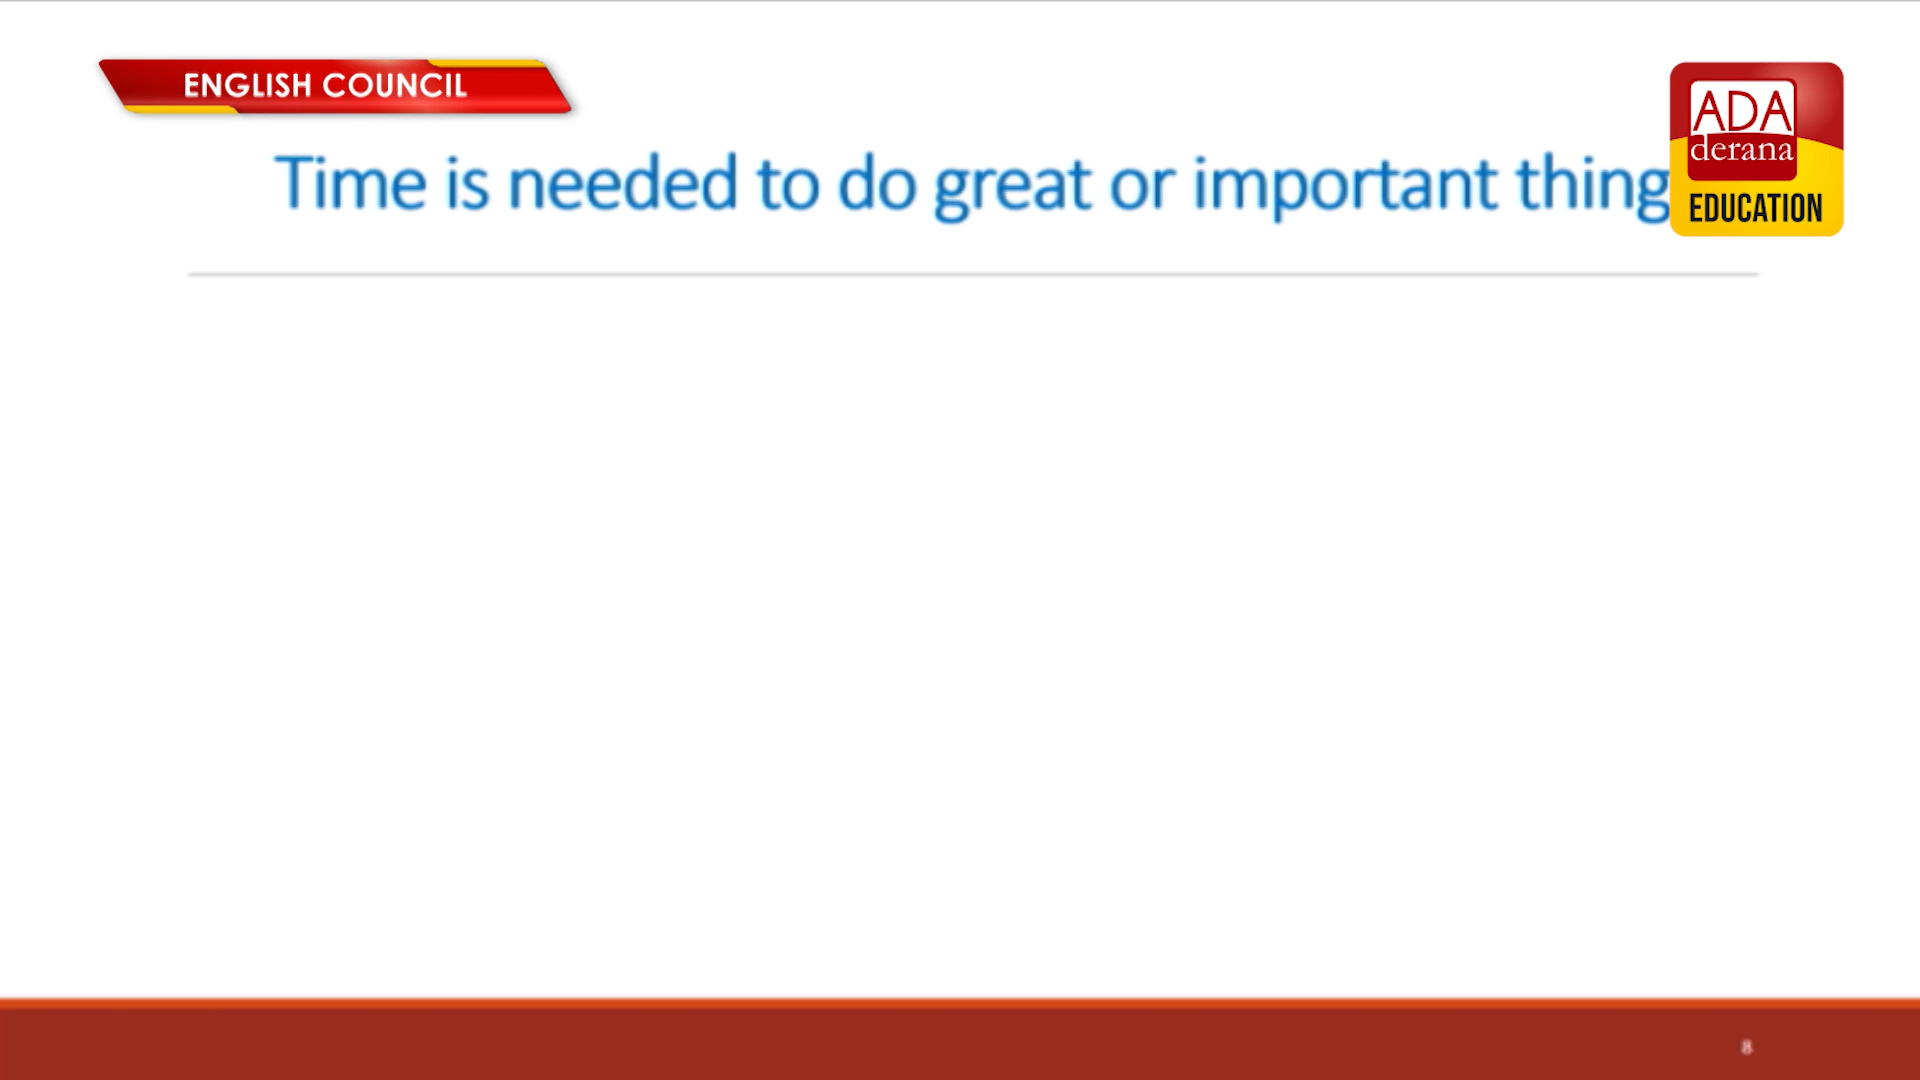 ENGLISH COUNCIL
ADA
derana
EDUCATION
Time is needed to do great or important thing
8